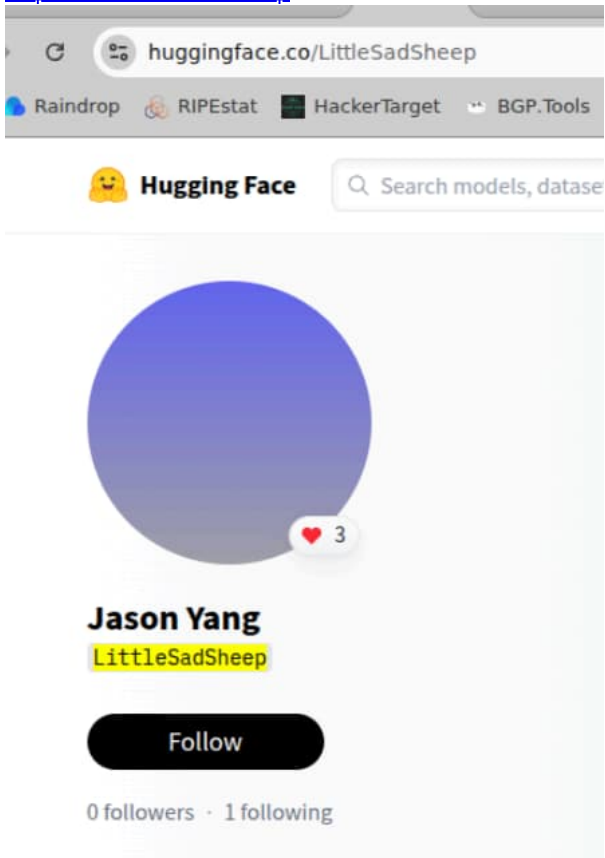 huggingface.co/LittleSadSheep
Raindrop RIPEstat HackerTarget BGP.Tools
Hugging Face Search models, datase
3
Jason Yang
LittleSadSheep
Follow
0 followers · 1 following